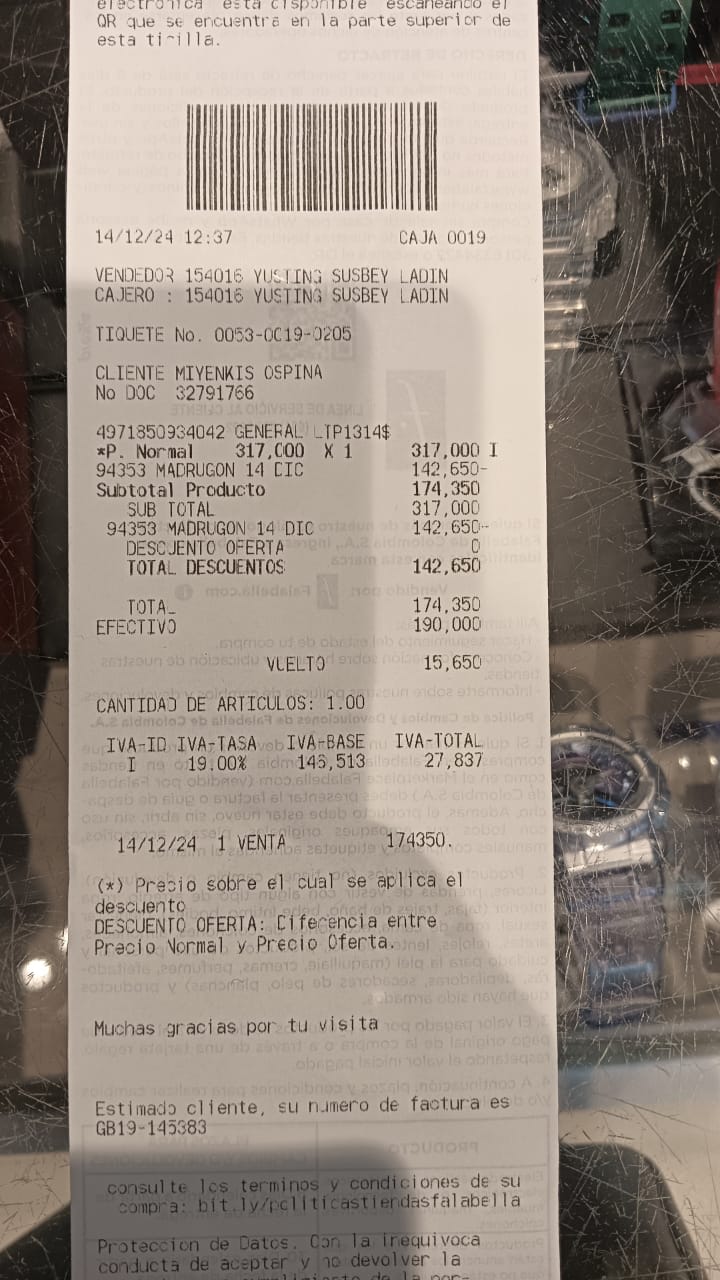 electronica esta disponible escaneando el
QR que se encuentra en la parte superior de
esta tirilla.
14/12/24 12:37 CAJA 0019
VENDEDOR 154016 YUSTING SUSBEY LADIN
CAJERO : 154016 YUSTING SUSBEY LADIN
TIQUETE No. 0053-0019-0205
CLIENTE MIYENKIS OSPINA
No DOC 32791766
4971850934042 GENERAL LTP1314$
*P. Normal 317,000 X 1 317,000 I
94353 MADRUGON 14 DIC 142,650-
Subtotal Producto 174,350
SUB TOTAL 317,000
94353 MADRUGON 14 DIC 142,650-
DESCUENTO OFERTA 0
TOTAL DESCUENTOS 142,650
TOTAL 174,350
EFECTIVO 190,000
VUELTO 15,650
CANTIDAD DE ARTICULOS: 1.00
IVA-ID IVA-TASA IVA-BASE IVA-TOTAL
I 19.00% 146,513 27,837
14/12/24 1 VENTA 174350.
(*) Precio sobre el cual se aplica el
descuento
DESCUENTO OFERTA: Diferencia entre
Precio Normal y Precio Oferta.
Muchas gracias por tu visita
Estimado cliente, su numero de factura es
GB19-145383
consulte los terminos y condiciones de su
compra: bit.ly/politicastiendasfalabella
Proteccion de Datos. Con la inequivoca
conducta de aceptar y no devolver la